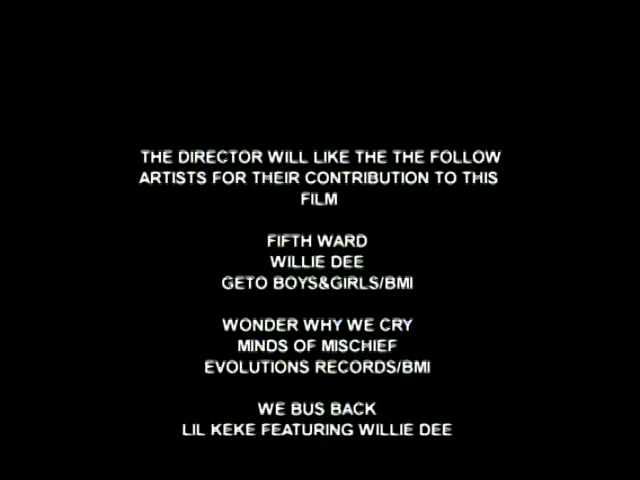 THE DIRECTOR WILL LIKE THE THE FOLLOW
ARTISTS FOR THEIR CONTRIBUTION TO THIS
FILM
FIFTH WARD
WILLIE DEE
GETO BOYS&GIRLS/BMI
WONDER WHY WE CRY
MINDS OF MISCHIEF
EVOLUTIONS RECORDS/BMI
WE BUS BACK
LIL KEKE FEATURING WILLIE DEE